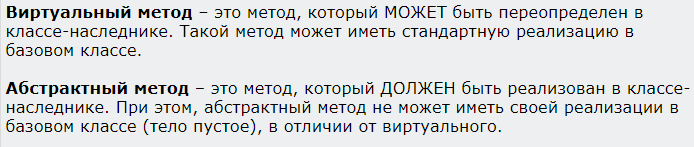 Виртуальный метод – это метод, который МОЖЕТ быть переопределен в
классе-наследнике. Такой метод может иметь стандартную реализацию в
базовом классе.
Абстрактный метод – это метод, который ДОЛЖЕН быть реализован в классе-
наследнике. При этом, абстрактный метод не может иметь своей реализации в
базовом классе (тело пустое), в отличии от виртуального.